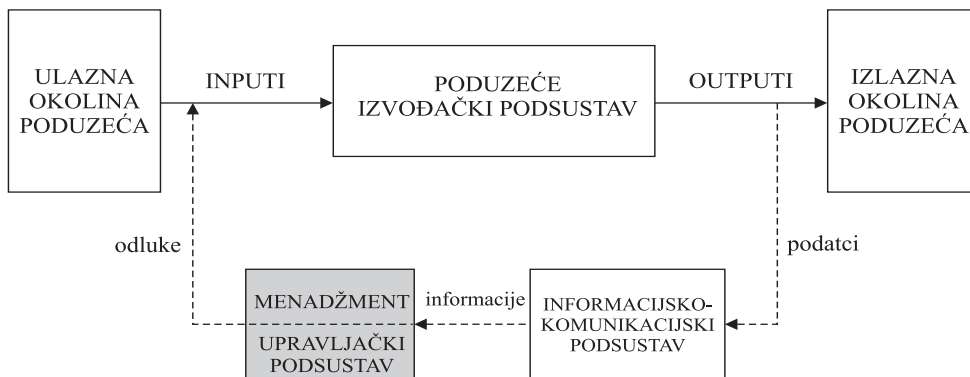 ULAZNA
OKOLINA
PODUZEĆA
INPUTI
PODUZEĆE
IZVOĐAČKI PODSUSTAV
OUTPUTI
IZLAZNA
OKOLINA
PODUZEĆA
odluke
podatci
MENADŽMENT
UPRAVLJAČKI
PODSUSTAV
informacije
INFORMACIJSKO-
KOMUNIKACIJSKI
PODSUSTAV